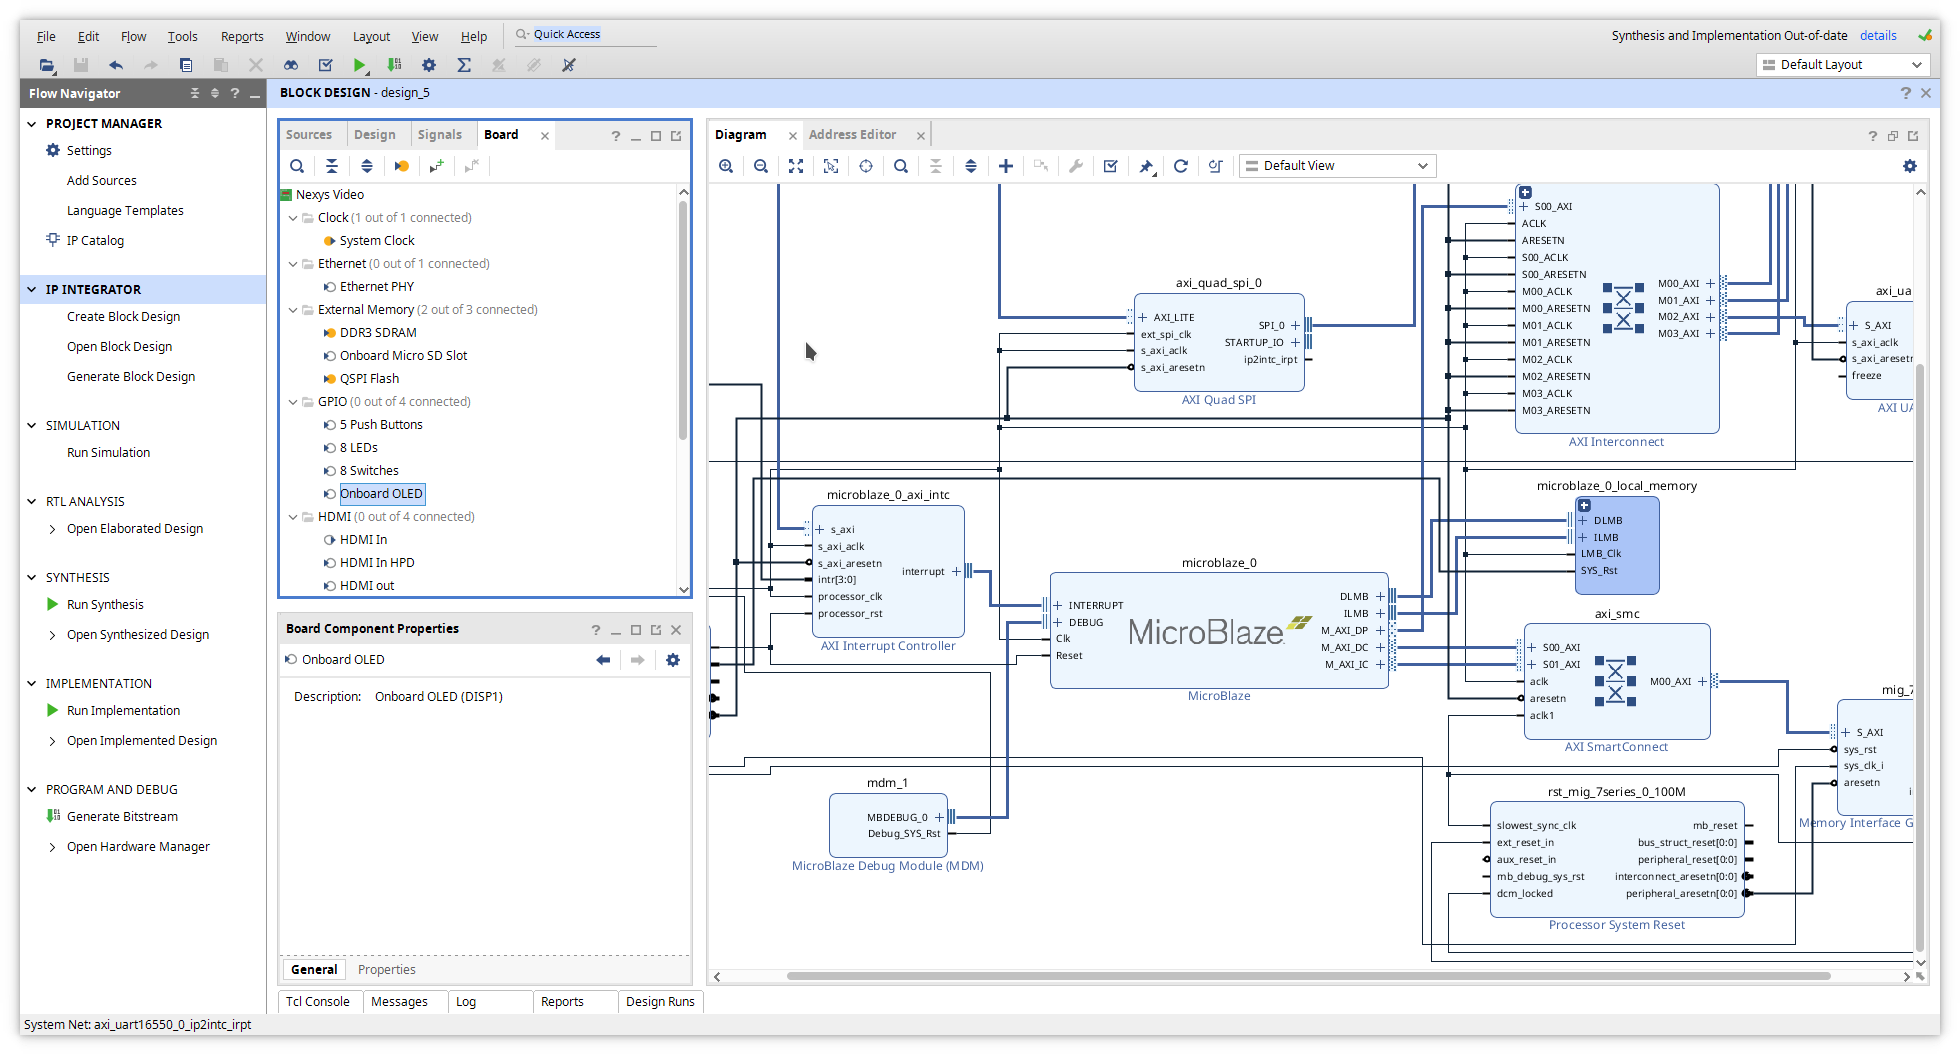 File Edit Flow Tools Reports Window Layout View Help Quick Access
Synthesis and Implementation Out-of-date details
Default Layout
Flow Navigator
PROJECT MANAGER
Settings
Add Sources
Language Templates
IP Catalog
IP INTEGRATOR
Create Block Design
Open Block Design
Generate Block Design
SIMULATION
Run Simulation
RTL ANALYSIS
Open Elaborated Design
SYNTHESIS
Run Synthesis
Open Synthesized Design
IMPLEMENTATION
Run Implementation
Open Implemented Design
PROGRAM AND DEBUG
Generate Bitstream
Open Hardware Manager
BLOCK DESIGN - design_5
Sources Design Signals Board
Nexys Video
Clock (1 out of 1 connected)
System Clock
Ethernet (0 out of 1 connected)
Ethernet PHY
External Memory (2 out of 3 connected)
DDR3 SDRAM
Onboard Micro SD Slot
QSPI Flash
GPIO (0 out of 4 connected)
5 Push Buttons
8 LEDs
8 Switches
Onboard OLED
HDMI (0 out of 4 connected)
HDMI In
HDMI In HPD
HDMI out
Board Component Properties
Onboard OLED
Description: Onboard OLED (DISP1)
General Properties
Tcl Console Messages Log Reports Design Runs
Diagram Address Editor
Default View
axi_quad_spi_0
AXI_LITE
ext_spi_clk
s_axi_aclk
s_axi_aresetn
SPI_0
STARTUP_IO
ip2intc_irpt
AXI Quad SPI
S00_AXI
ACLK
ARESETN
S00_ACLK
S00_ARESETN
M00_ACLK
M00_ARESETN
M01_ACLK
M01_ARESETN
M02_ACLK
M02_ARESETN
M03_ACLK
M03_ARESETN
M00_AXI
M01_AXI
M02_AXI
M03_AXI
AXI Interconnect
axi_ua
S_AXI
s_axi_aclk
s_axi_aresetn
freeze
AXI UA
microblaze_0_axi_intc
s_axi
s_axi_aclk
s_axi_aresetn
intr[3:0]
processor_clk
processor_rst
interrupt
AXI Interrupt Controller
microblaze_0
INTERRUPT
DEBUG
Clk
Reset
MicroBlaze
DLMB
ILMB
M_AXI_DP
M_AXI_DC
M_AXI_IC
MicroBlaze
microblaze_0_local_memory
DLMB
ILMB
LMB_Clk
SYS_Rst
axi_smc
S00_AXI
S01_AXI
aclk
aresetn
aclk1
M00_AXI
AXI SmartConnect
mig_7
S_AXI
sys_rst
sys_clk_i
aresetn
Memory Interface G
mdm_1
MBDEBUG_0
Debug_SYS_Rst
MicroBlaze Debug Module (MDM)
rst_mig_7series_0_100M
slowest_sync_clk
ext_reset_in
aux_reset_in
mb_debug_sys_rst
dcm_locked
mb_reset
bus_struct_reset[0:0]
peripheral_reset[0:0]
interconnect_aresetn[0:0]
peripheral_aresetn[0:0]
Processor System Reset
System Net: axi_uart16550_0_ip2intc_irpt